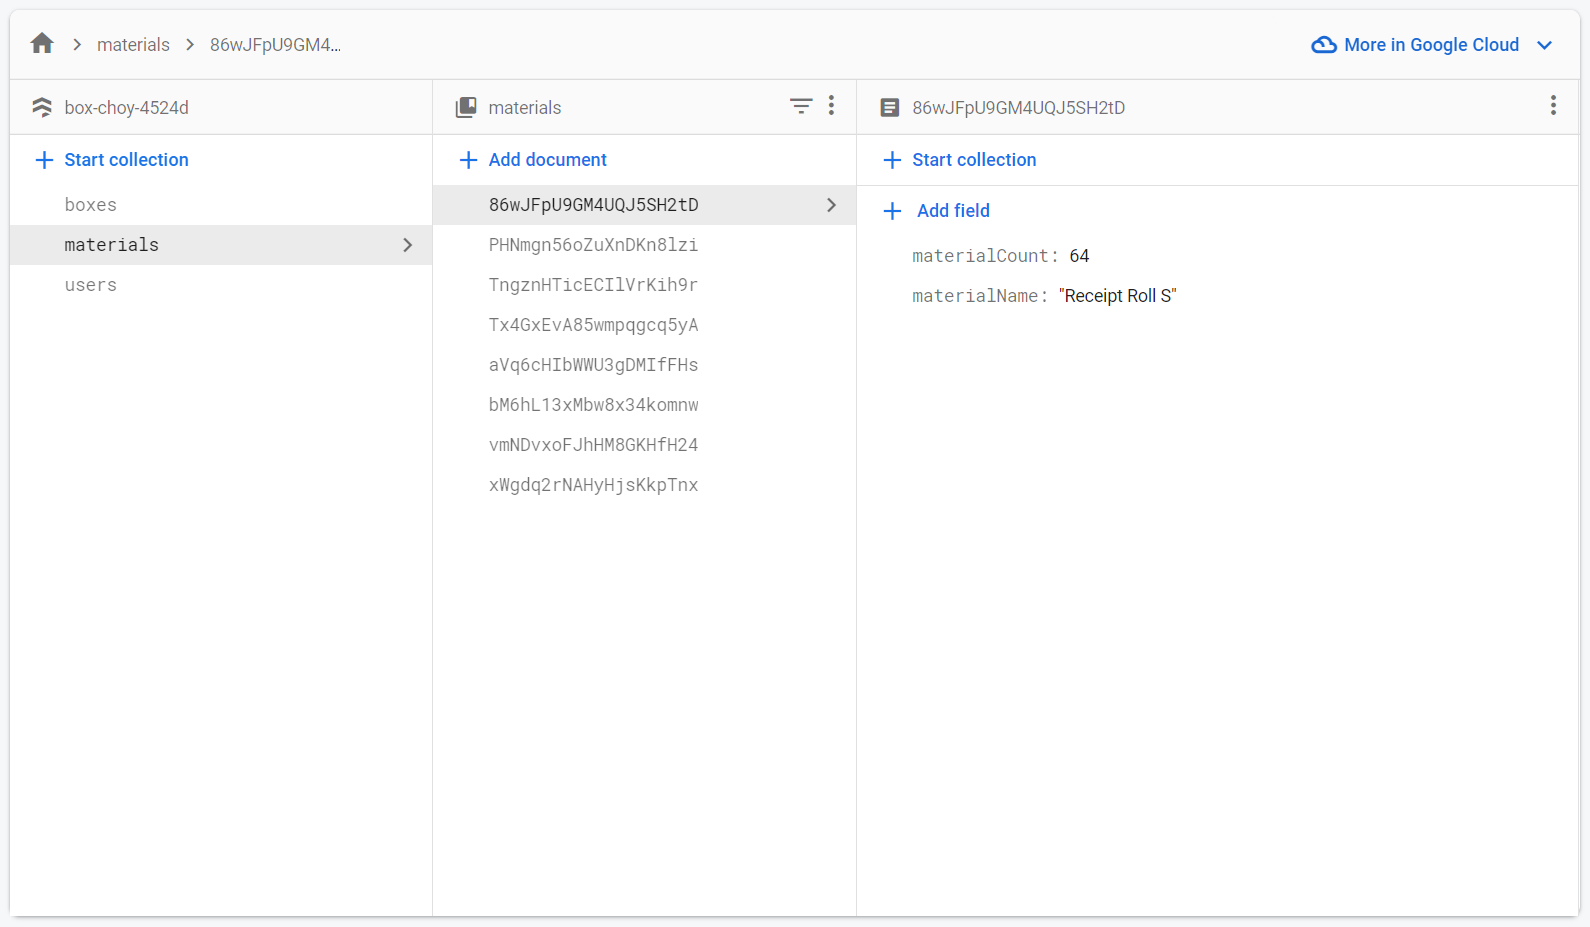 materials
86wJFpU9GM4...
More in Google Cloud
box-choy-4524d
materials
86wJFpU9GM4UQJ5SH2tD
Start collection
Add document
Start collection
boxes
materials
users
86wJFpU9GM4UQJ5SH2tD
PHNmgn56oZuXnDKn8lzi
TngznHTicECIlVrKih9r
Tx4GxEvA85wmpqgcq5yA
aVq6cHIbWWU3gDMIfFHs
bM6hL13xMbw8x34komnw
vmNDvxoFJhHM8GKHfH24
xWgdq2rNAHyHjsKkpTnx
Add field
materialCount: 64
materialName: "Receipt Roll S"